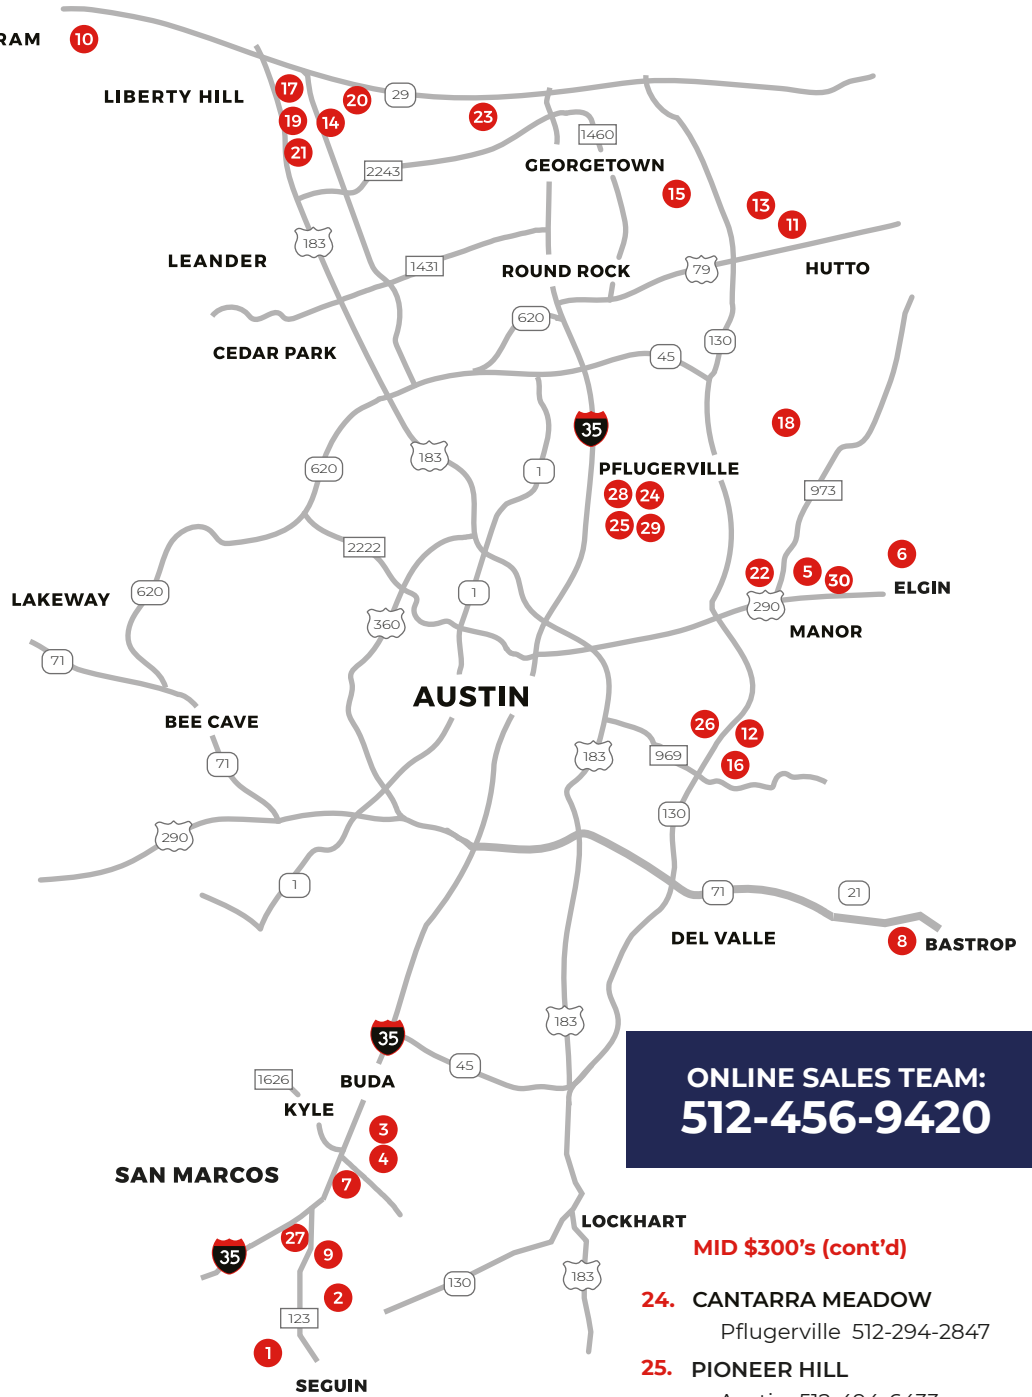 RAM
10
LIBERTY HILL
17
20
29
19
14
23
21
1460
2243
GEORGETOWN
15
13
11
183
LEANDER
1431
ROUND ROCK
79
HUTTO
620
130
CEDAR PARK
45
18
35
183
620
1
PFLUGERVILLE
28
24
973
25
29
2222
6
22
5
30
ELGIN
LAKEWAY
620
1
290
360
MANOR
71
AUSTIN
BEE CAVE
26
12
183
969
16
71
130
290
1
71
21
DEL VALLE
8
BASTROP
183
35
45
1626
BUDA
KYLE
ONLINE SALES TEAM:
512-456-9420
3
4
SAN MARCOS
7
LOCKHART
27
9
35
130
183
2
123
1
SEGUIN
MID $300's (cont'd)
24. CANTARRA MEADOW
Pflugerville 512-294-2847
25. PIONEER HILL